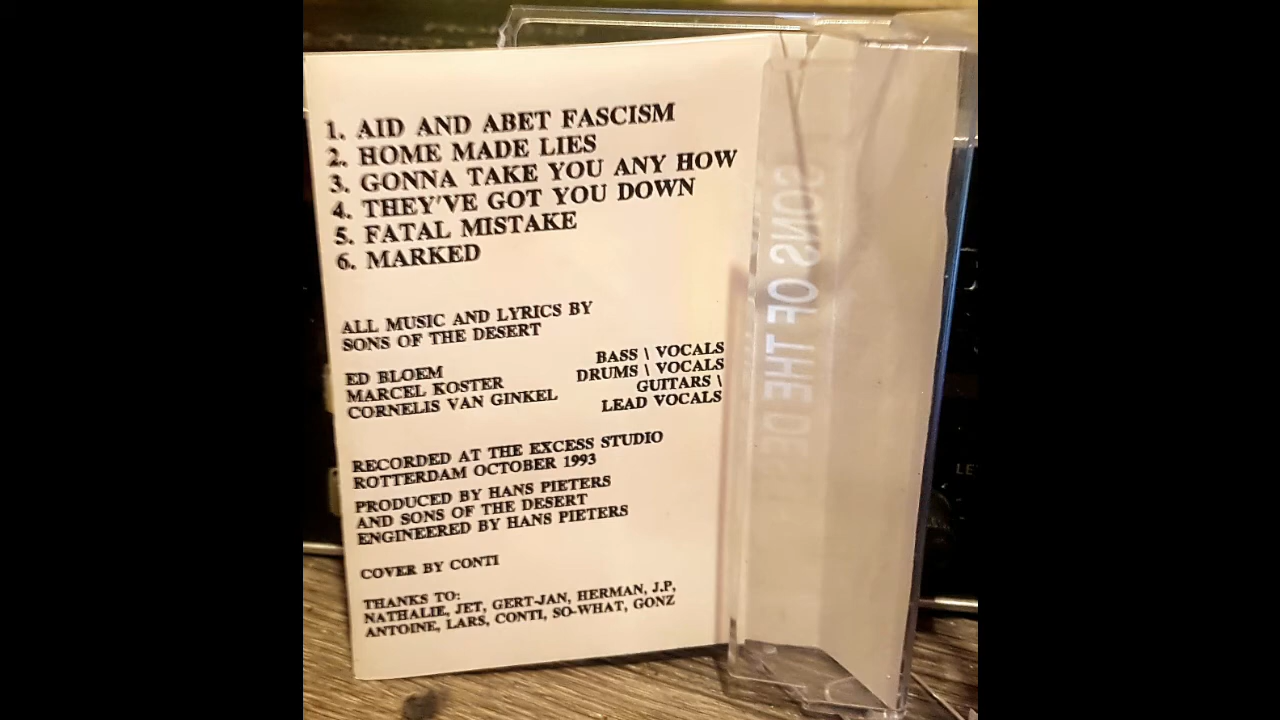 1. AID AND ABET FASCISM
2. HOME MADE LIES
3. GONNA TAKE YOU ANY HOW
4. THEY'VE GOT YOU DOWN
5. FATAL MISTAKE
6. MARKED
ALL MUSIC AND LYRICS BY
SONS OF THE DESERT
ED BLOEM BASS \ VOCALS
MARCEL KOSTER DRUMS \ VOCALS
CORNELIS VAN GINKEL GUITARS \
LEAD VOCALS
RECORDED AT THE EXCESS STUDIO
ROTTERDAM OCTOBER 1993
PRODUCED BY HANS PIETERS
AND SONS OF THE DESERT
ENGINEERED BY HANS PIETERS
COVER BY CONTI
THANKS TO:
NATHALIE, JET, GERT-JAN, HERMAN, J.P,
ANTOINE, LARS, CONTI, SO-WHAT, GONZ
SONS OF THE DE